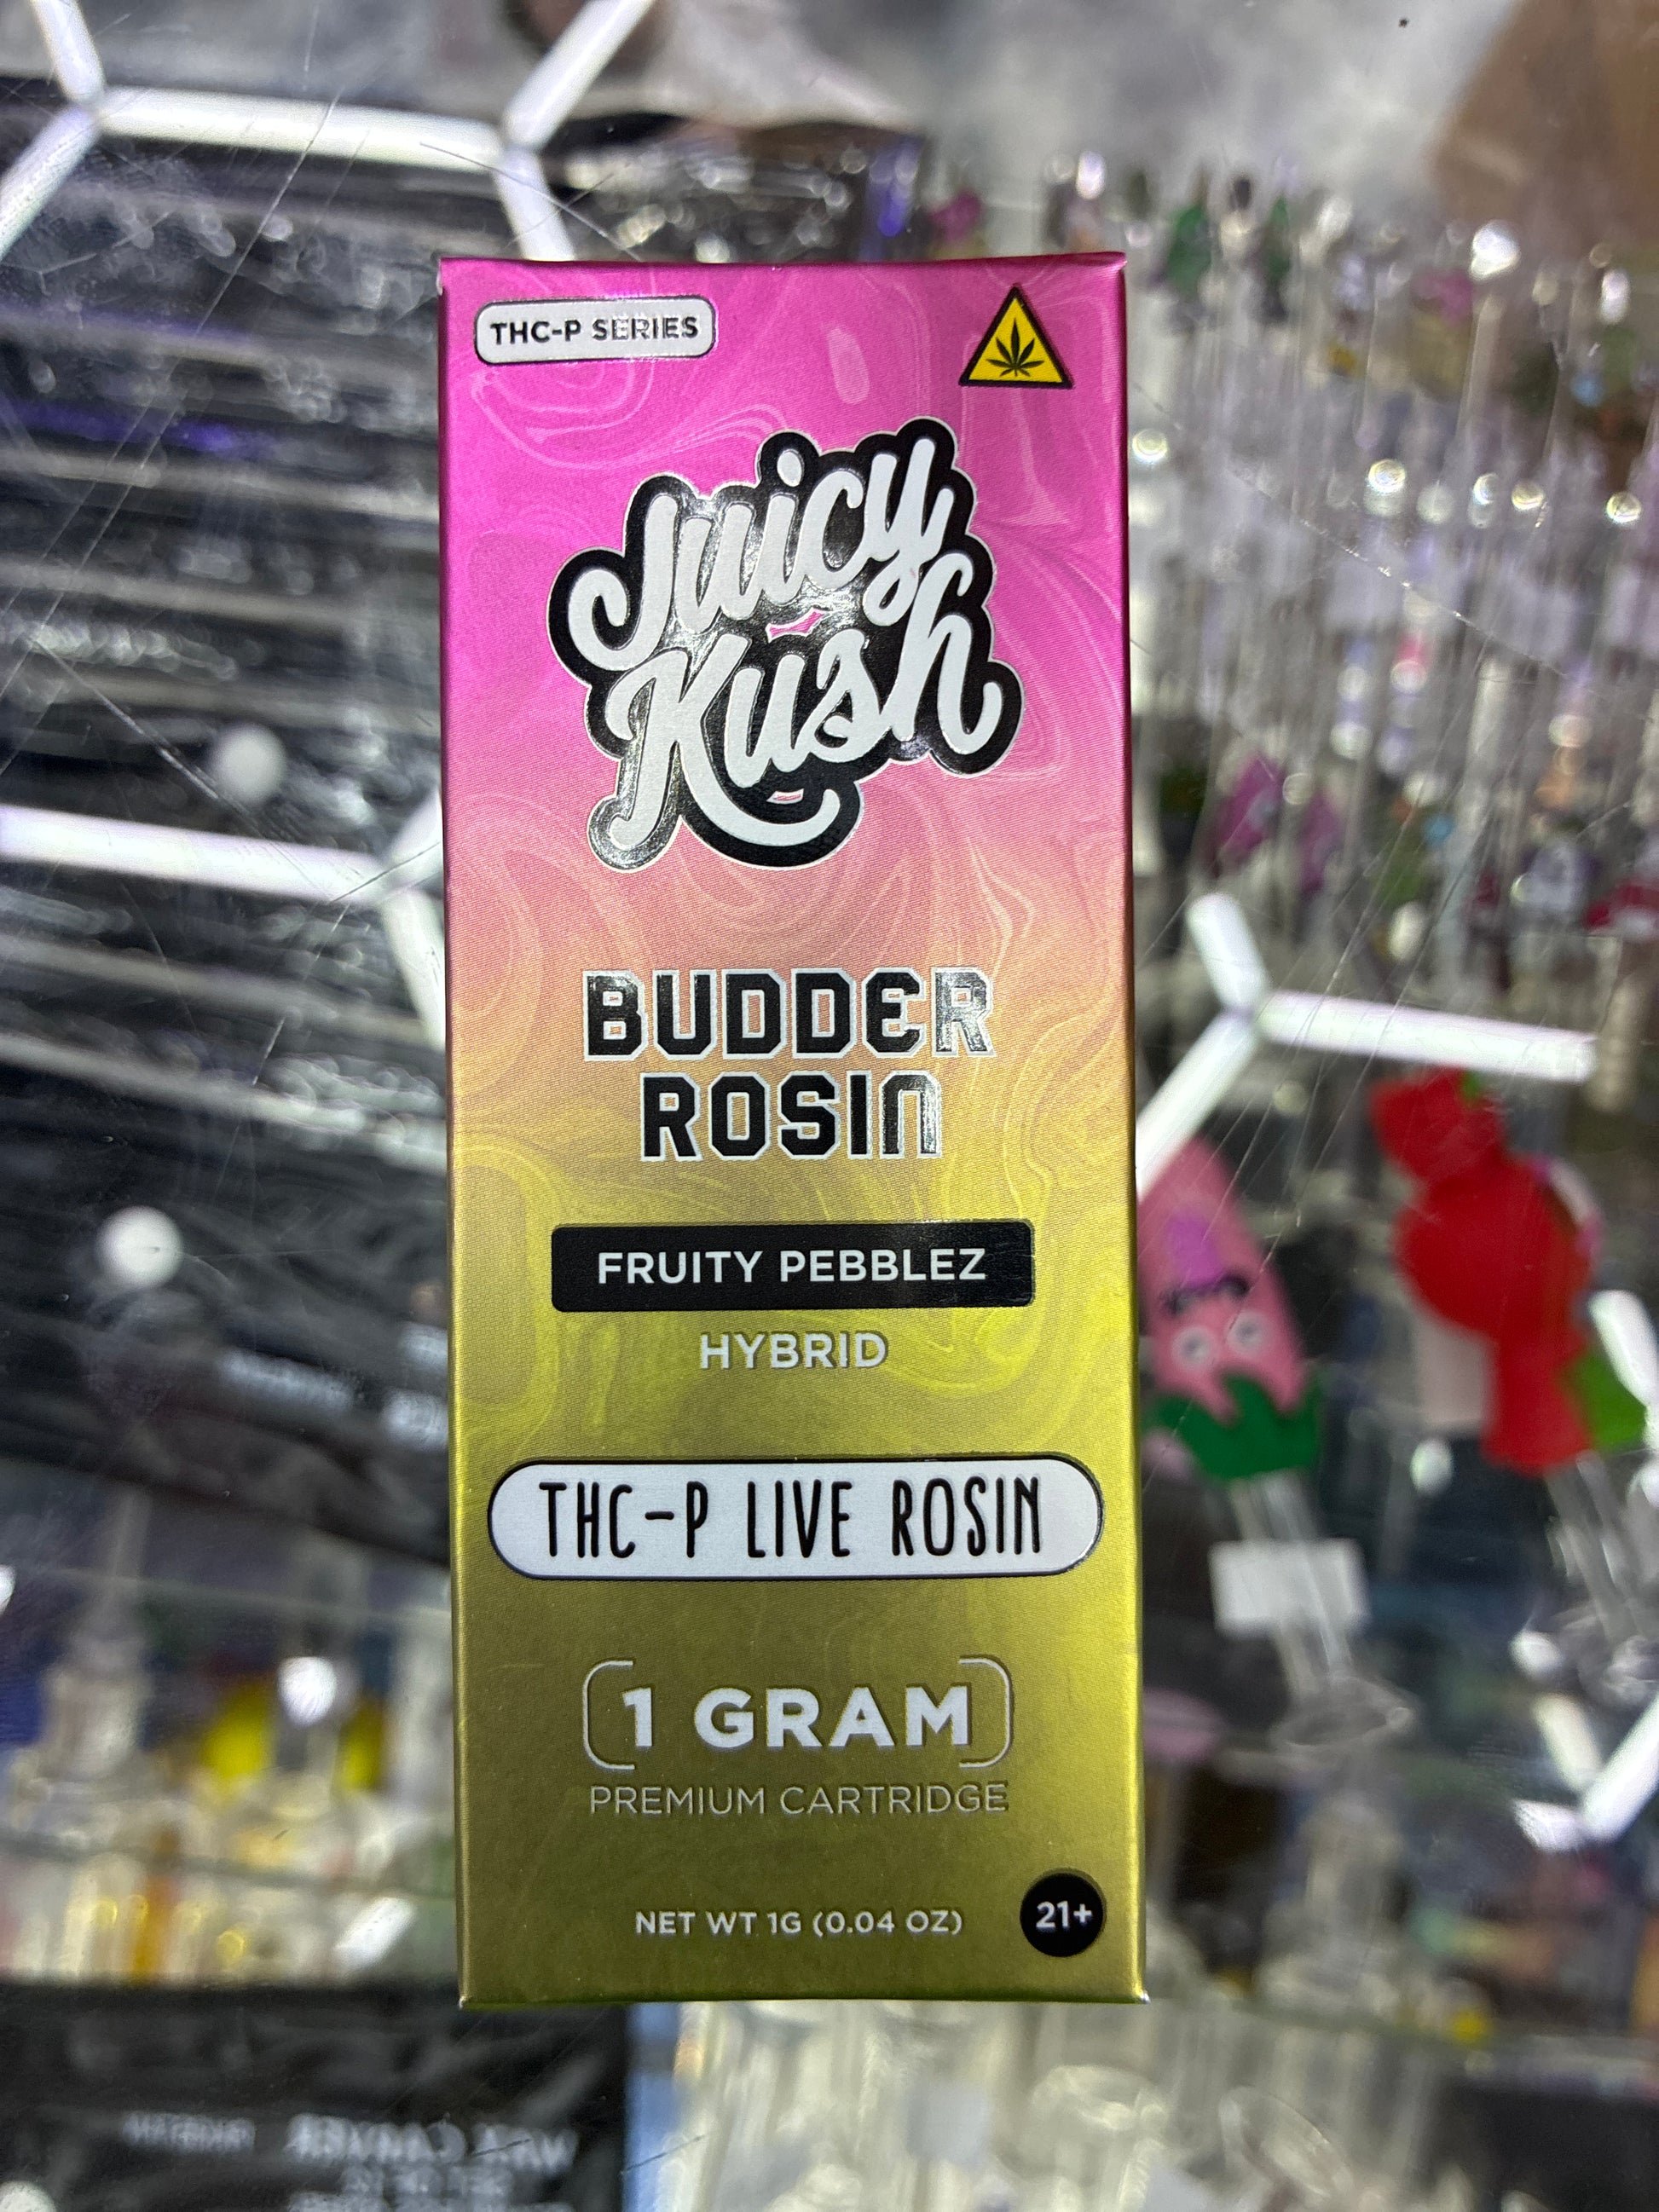 THC-P SERIES
Juicy
Kush
BUDDER
ROSIN
FRUITY PEBBLEZ
HYBRID
THC-P LIVE ROSIN
1 GRAM
PREMIUM CARTRIDGE
NET WT 1G (0.04 OZ)
21+